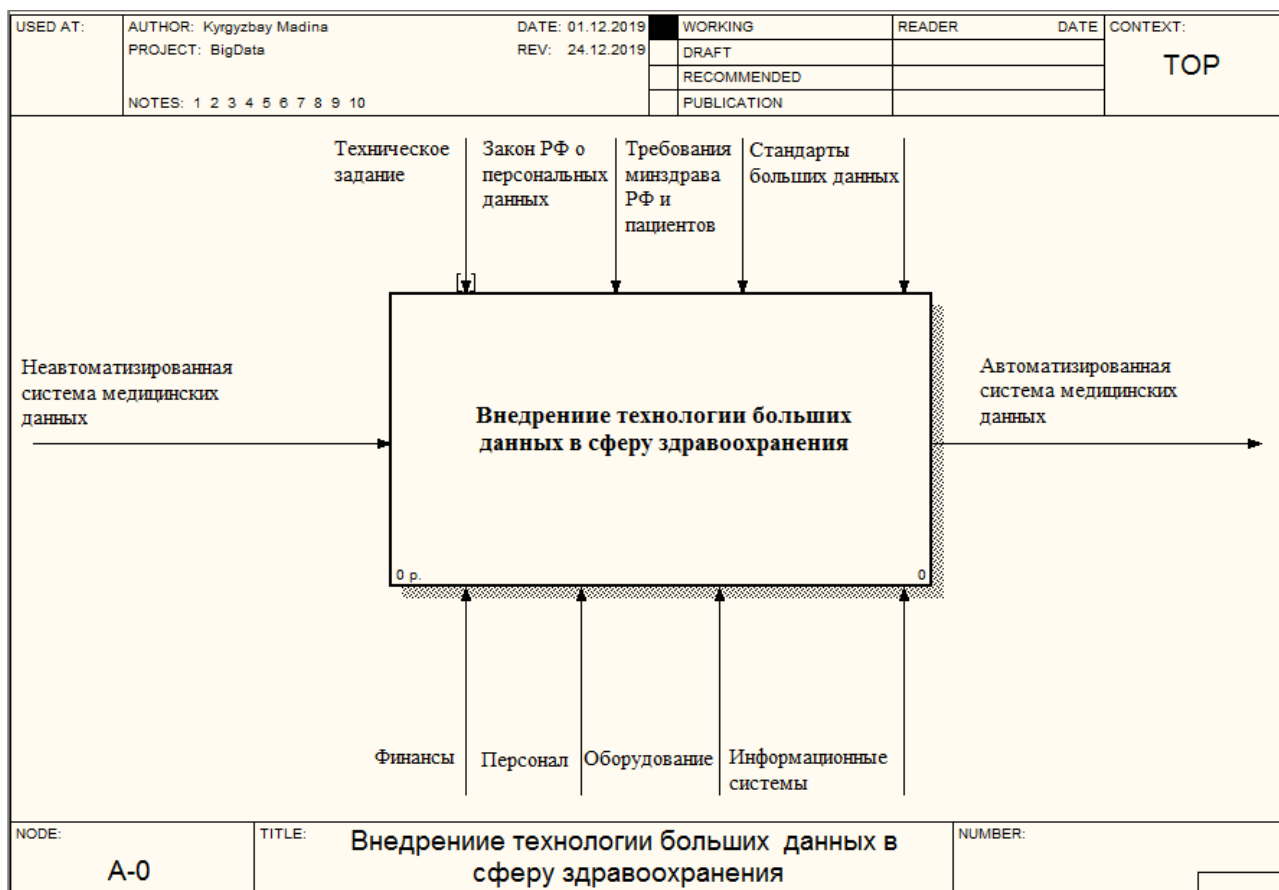 USED AT:
AUTHOR: Kyrgyzbay Madina
DATE: 01.12.2019
WORKING
READER
DATE
CONTEXT:
PROJECT: BigData
REV: 24.12.2019
DRAFT
TOP
RECOMMENDED
NOTES: 1 2 3 4 5 6 7 8 9 10
PUBLICATION
Техническое
задание
Закон РФ о
персональных
данных
Требования
минздрава
РФ и
пациентов
Стандарты
больших данных
Неавтоматизированная
система медицинских
данных
Внедрениие технологии больших
данных в сферу здравоохранения
0 р.
0
Автоматизированная
система медицинских
данных
Финансы
Персонал
Оборудование
Информационные
системы
NODE:
A-0
TITLE:
Внедрениие технологии больших данных в
сферу здравоохранения
NUMBER: